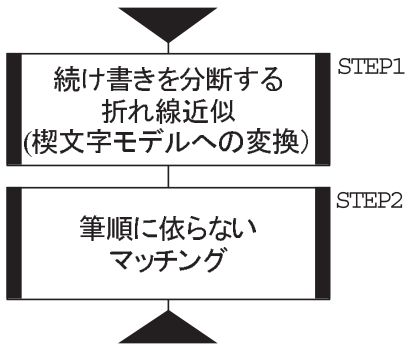 STEP1
続け書きを分断する
折れ線近似
(楔文字モデルへの変換)
STEP2
筆順に依らない
マッチング